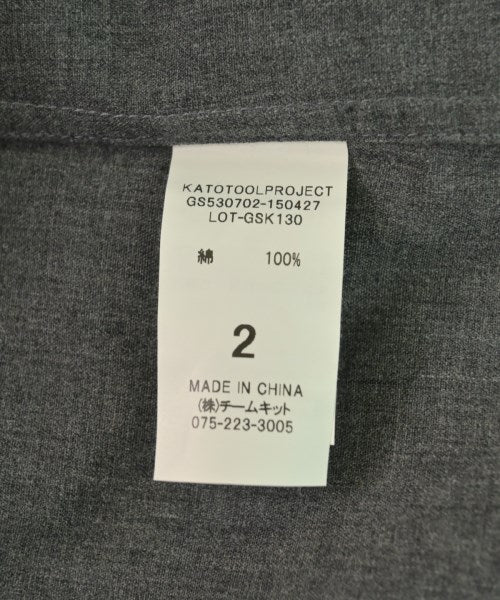 KATOTOOLPROJECT
GS530702-150427
LOT-GSK130
綿 100%
2
MADE IN CHINA
(株)チームキット
075-223-3005